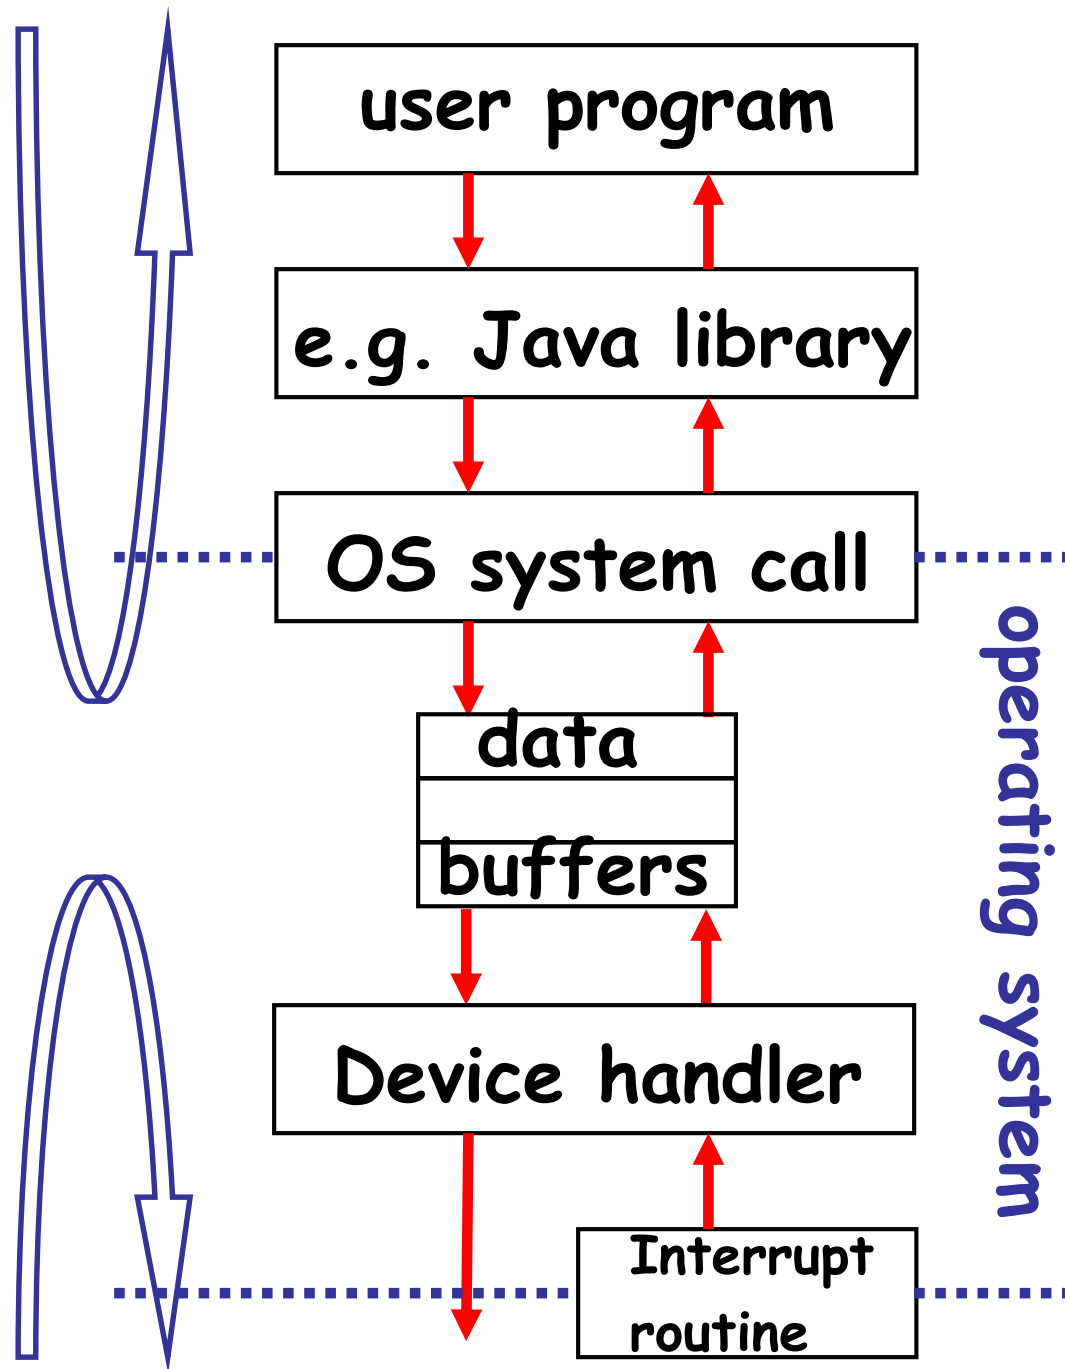 user program
e.g. Java library
OS system call
data
buffers
Device handler
Interrupt
routine
operating system